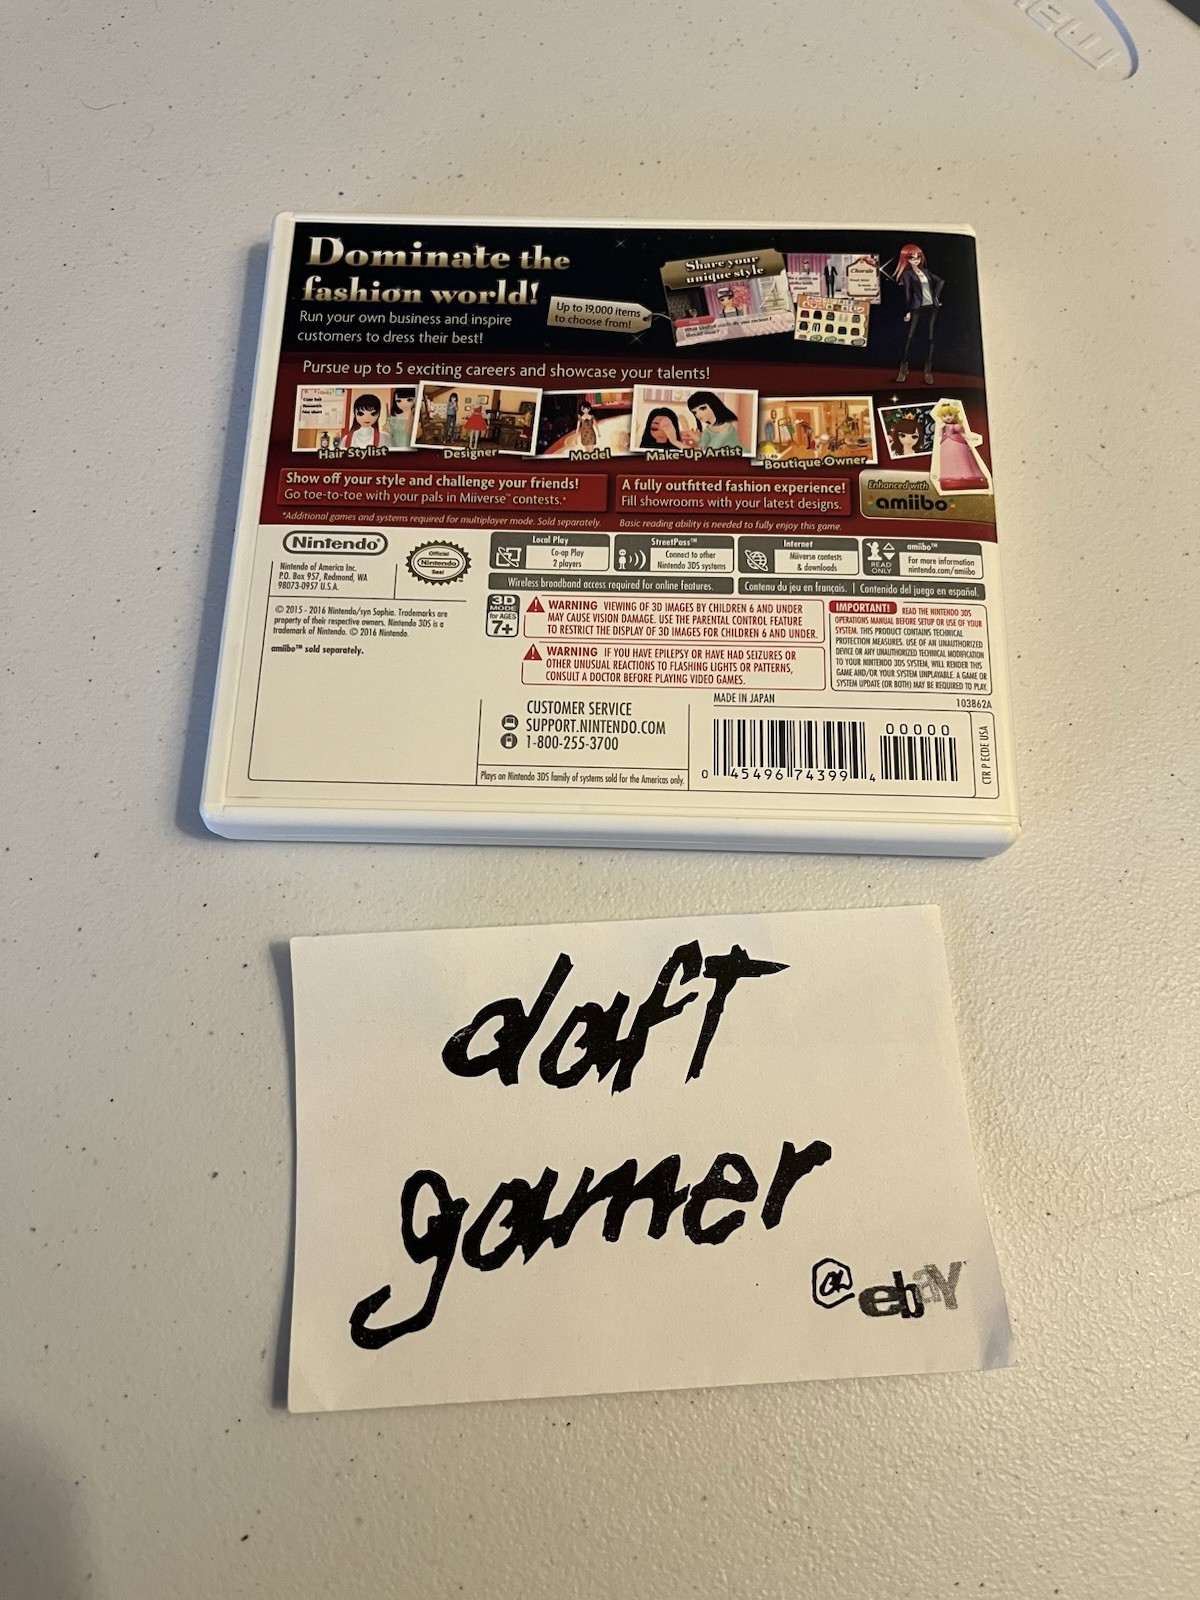 Dominate the
fashion world!
Run your own business and inspire
customers to dress their best!
Up to 19,000 items
to choose from!
Share your
unique style
Pursue up to 5 exciting careers and showcase your talents!
Hair Stylist
Designer
Model
Make-Up Artist
Boutique Owner
Show off your style and challenge your friends!
Go toe-to-toe with your pals in Miiverse™ contests.*
A fully outfitted fashion experience!
Fill showrooms with your latest designs.
Enhanced with
amiibo
*Additional games and systems required for multiplayer mode. Sold separately.
Basic reading ability is needed to fully enjoy this game.
Nintendo
Nintendo of America Inc.
P.O. Box 957, Redmond, WA
98073-0957 U.S.A.
Official
Nintendo
Seal
Local Play
Co-op Play
2 players
StreetPass™
Connect to other
Nintendo 3DS systems
Internet
Miiverse contests
& downloads
READ
ONLY
amiibo™
For more information
nintendo.com/amiibo
Wireless broadband access required for online features.
Contenu du jeu en français. | Contenido del juego en español.
© 2015 - 2016 Nintendo/syn Sophia. Trademarks are
property of their respective owners. Nintendo 3DS is a
trademark of Nintendo. © 2016 Nintendo.
amiibo™ sold separately.
3D
MODE
for AGES
7+
WARNING VIEWING OF 3D IMAGES BY CHILDREN 6 AND UNDER
MAY CAUSE VISION DAMAGE. USE THE PARENTAL CONTROL FEATURE
TO RESTRICT THE DISPLAY OF 3D IMAGES FOR CHILDREN 6 AND UNDER.
WARNING IF YOU HAVE EPILEPSY OR HAVE HAD SEIZURES OR
OTHER UNUSUAL REACTIONS TO FLASHING LIGHTS OR PATTERNS,
CONSULT A DOCTOR BEFORE PLAYING VIDEO GAMES.
IMPORTANT! READ THE NINTENDO 3DS
OPERATIONS MANUAL BEFORE SETUP OR USE OF YOUR
SYSTEM. THIS PRODUCT CONTAINS TECHNICAL
PROTECTION MEASURES. USE OF AN UNAUTHORIZED
DEVICE OR ANY UNAUTHORIZED TECHNICAL MODIFICATION
TO YOUR NINTENDO 3DS SYSTEM, WILL RENDER THIS
GAME AND/OR YOUR SYSTEM UNPLAYABLE. A GAME OR
SYSTEM UPDATE (OR BOTH) MAY BE REQUIRED TO PLAY.
MADE IN JAPAN
103862A
CUSTOMER SERVICE
SUPPORT.NINTENDO.COM
1-800-255-3700
Plays on Nintendo 3DS family of systems sold for the Americas only.
0 45496 74399 4
00000
CTR P ECDE USA
daft
gamer
@ebay